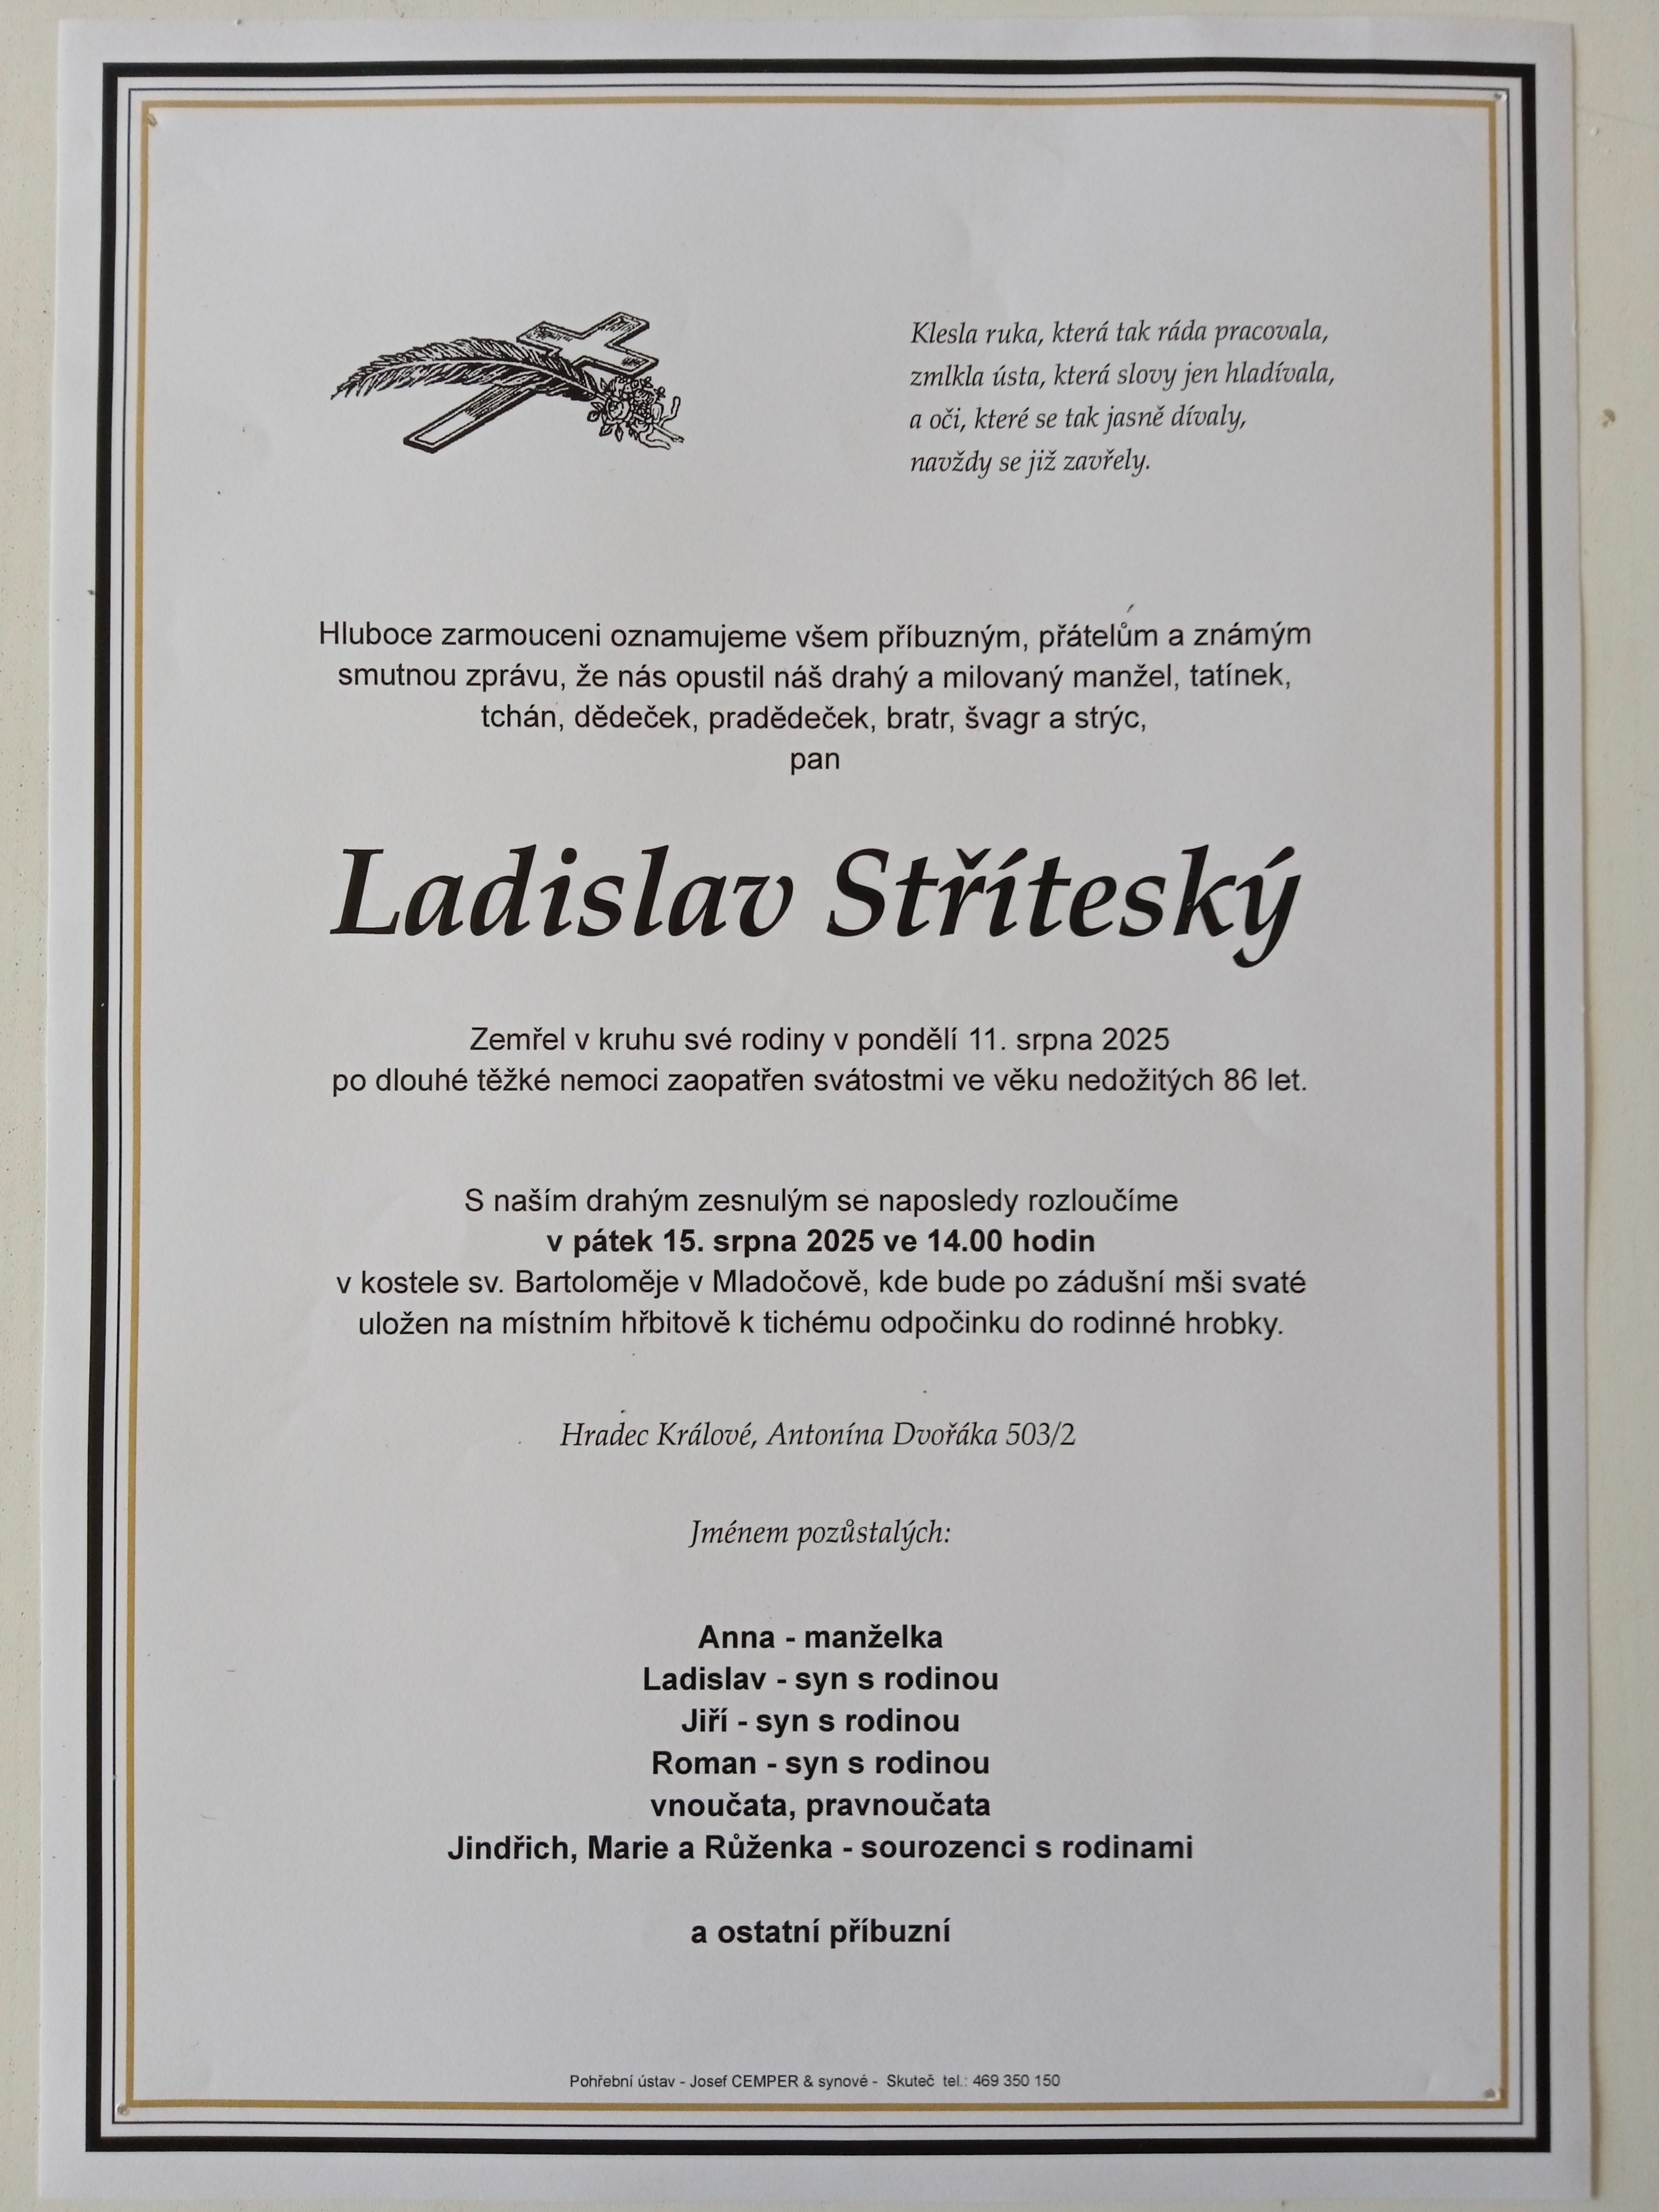 Klesla ruka, která tak ráda pracovala,
zmlkla ústa, která slovy jen hladívala,
a oči, které se tak jasně dívaly,
navždy se již zavřely.
Hluboce zarmouceni oznamujeme všem příbuzným, přátelům a známým
smutnou zprávu, že nás opustil náš drahý a milovaný manžel, tatínek,
tchán, dědeček, pradědeček, bratr, švagr a strýc,
pan
Ladislav Stříteský
Zemřel v kruhu své rodiny v pondělí 11. srpna 2025
po dlouhé těžké nemoci zaopatřen svátostmi ve věku nedožitých 86 let.
S naším drahým zesnulým se naposledy rozloučíme
v pátek 15. srpna 2025 ve 14.00 hodin
v kostele sv. Bartoloměje v Mladočově, kde bude po zádušní mši svaté
uložen na místním hřbitově k tichému odpočinku do rodinné hrobky.
Hradec Králové, Antonína Dvořáka 503/2
Jménem pozůstalých:
Anna - manželka
Ladislav - syn s rodinou
Jiří - syn s rodinou
Roman - syn s rodinou
vnoučata, pravnoučata
Jindřich, Marie a Růženka - sourozenci s rodinami
a ostatní příbuzní
Pohřební ústav - Josef CEMPER & synové - Skuteč tel.: 469 350 150